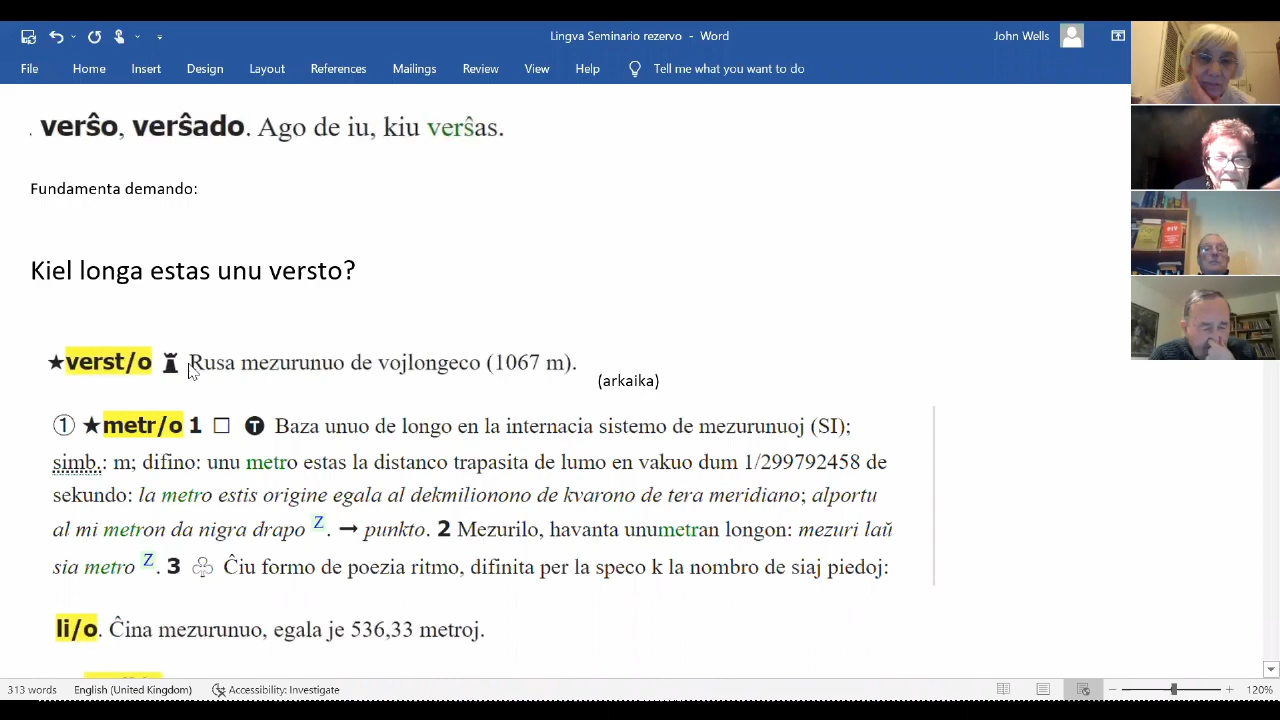 Lingva Seminario rezervo - Word
John Wells
File Home Insert Design Layout References Mailings Review View Help Tell me what you want to do
. verŝo, verŝado. Ago de iu, kiu verŝas.
Fundamenta demando:
Kiel longa estas unu versto?
★verst/o Rusa mezurunuo de vojlongeco (1067 m).
(arkaika)
① ★metr/o 1 ☐ 🅣 Baza unuo de longo en la internacia sistemo de mezurunuoj (SI);
simb.: m; difino: unu metro estas la distanco trapasita de lumo en vakuo dum 1/299792458 de
sekundo: la metro estis origine egala al dekmilionono de kvarono de tera meridiano; alportu
al mi metron da nigra drapo Z. → punkto. 2 Mezurilo, havanta unumetran longon: mezuri laŭ
sia metro Z. 3 ♧ Ĉiu formo de poezia ritmo, difinita per la speco k la nombro de siaj piedoj:
li/o. Ĉina mezurunuo, egala je 536,33 metroj.
313 words English (United Kingdom) Accessibility: Investigate 120%